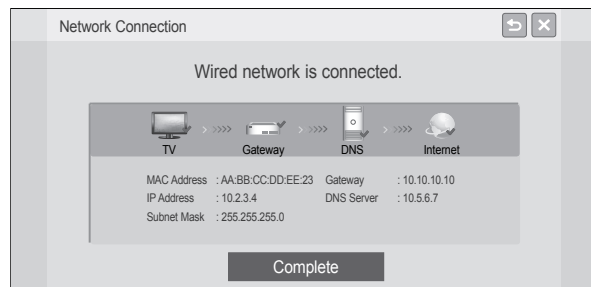 Network Connection
Wired network is connected.
TV >>>>> Gateway >>>>> DNS >>>>> Internet
MAC Address : AA:BB:CC:DD:EE:23 Gateway : 10.10.10.10
IP Address : 10.2.3.4 DNS Server : 10.5.6.7
Subnet Mask : 255.255.255.0
Complete